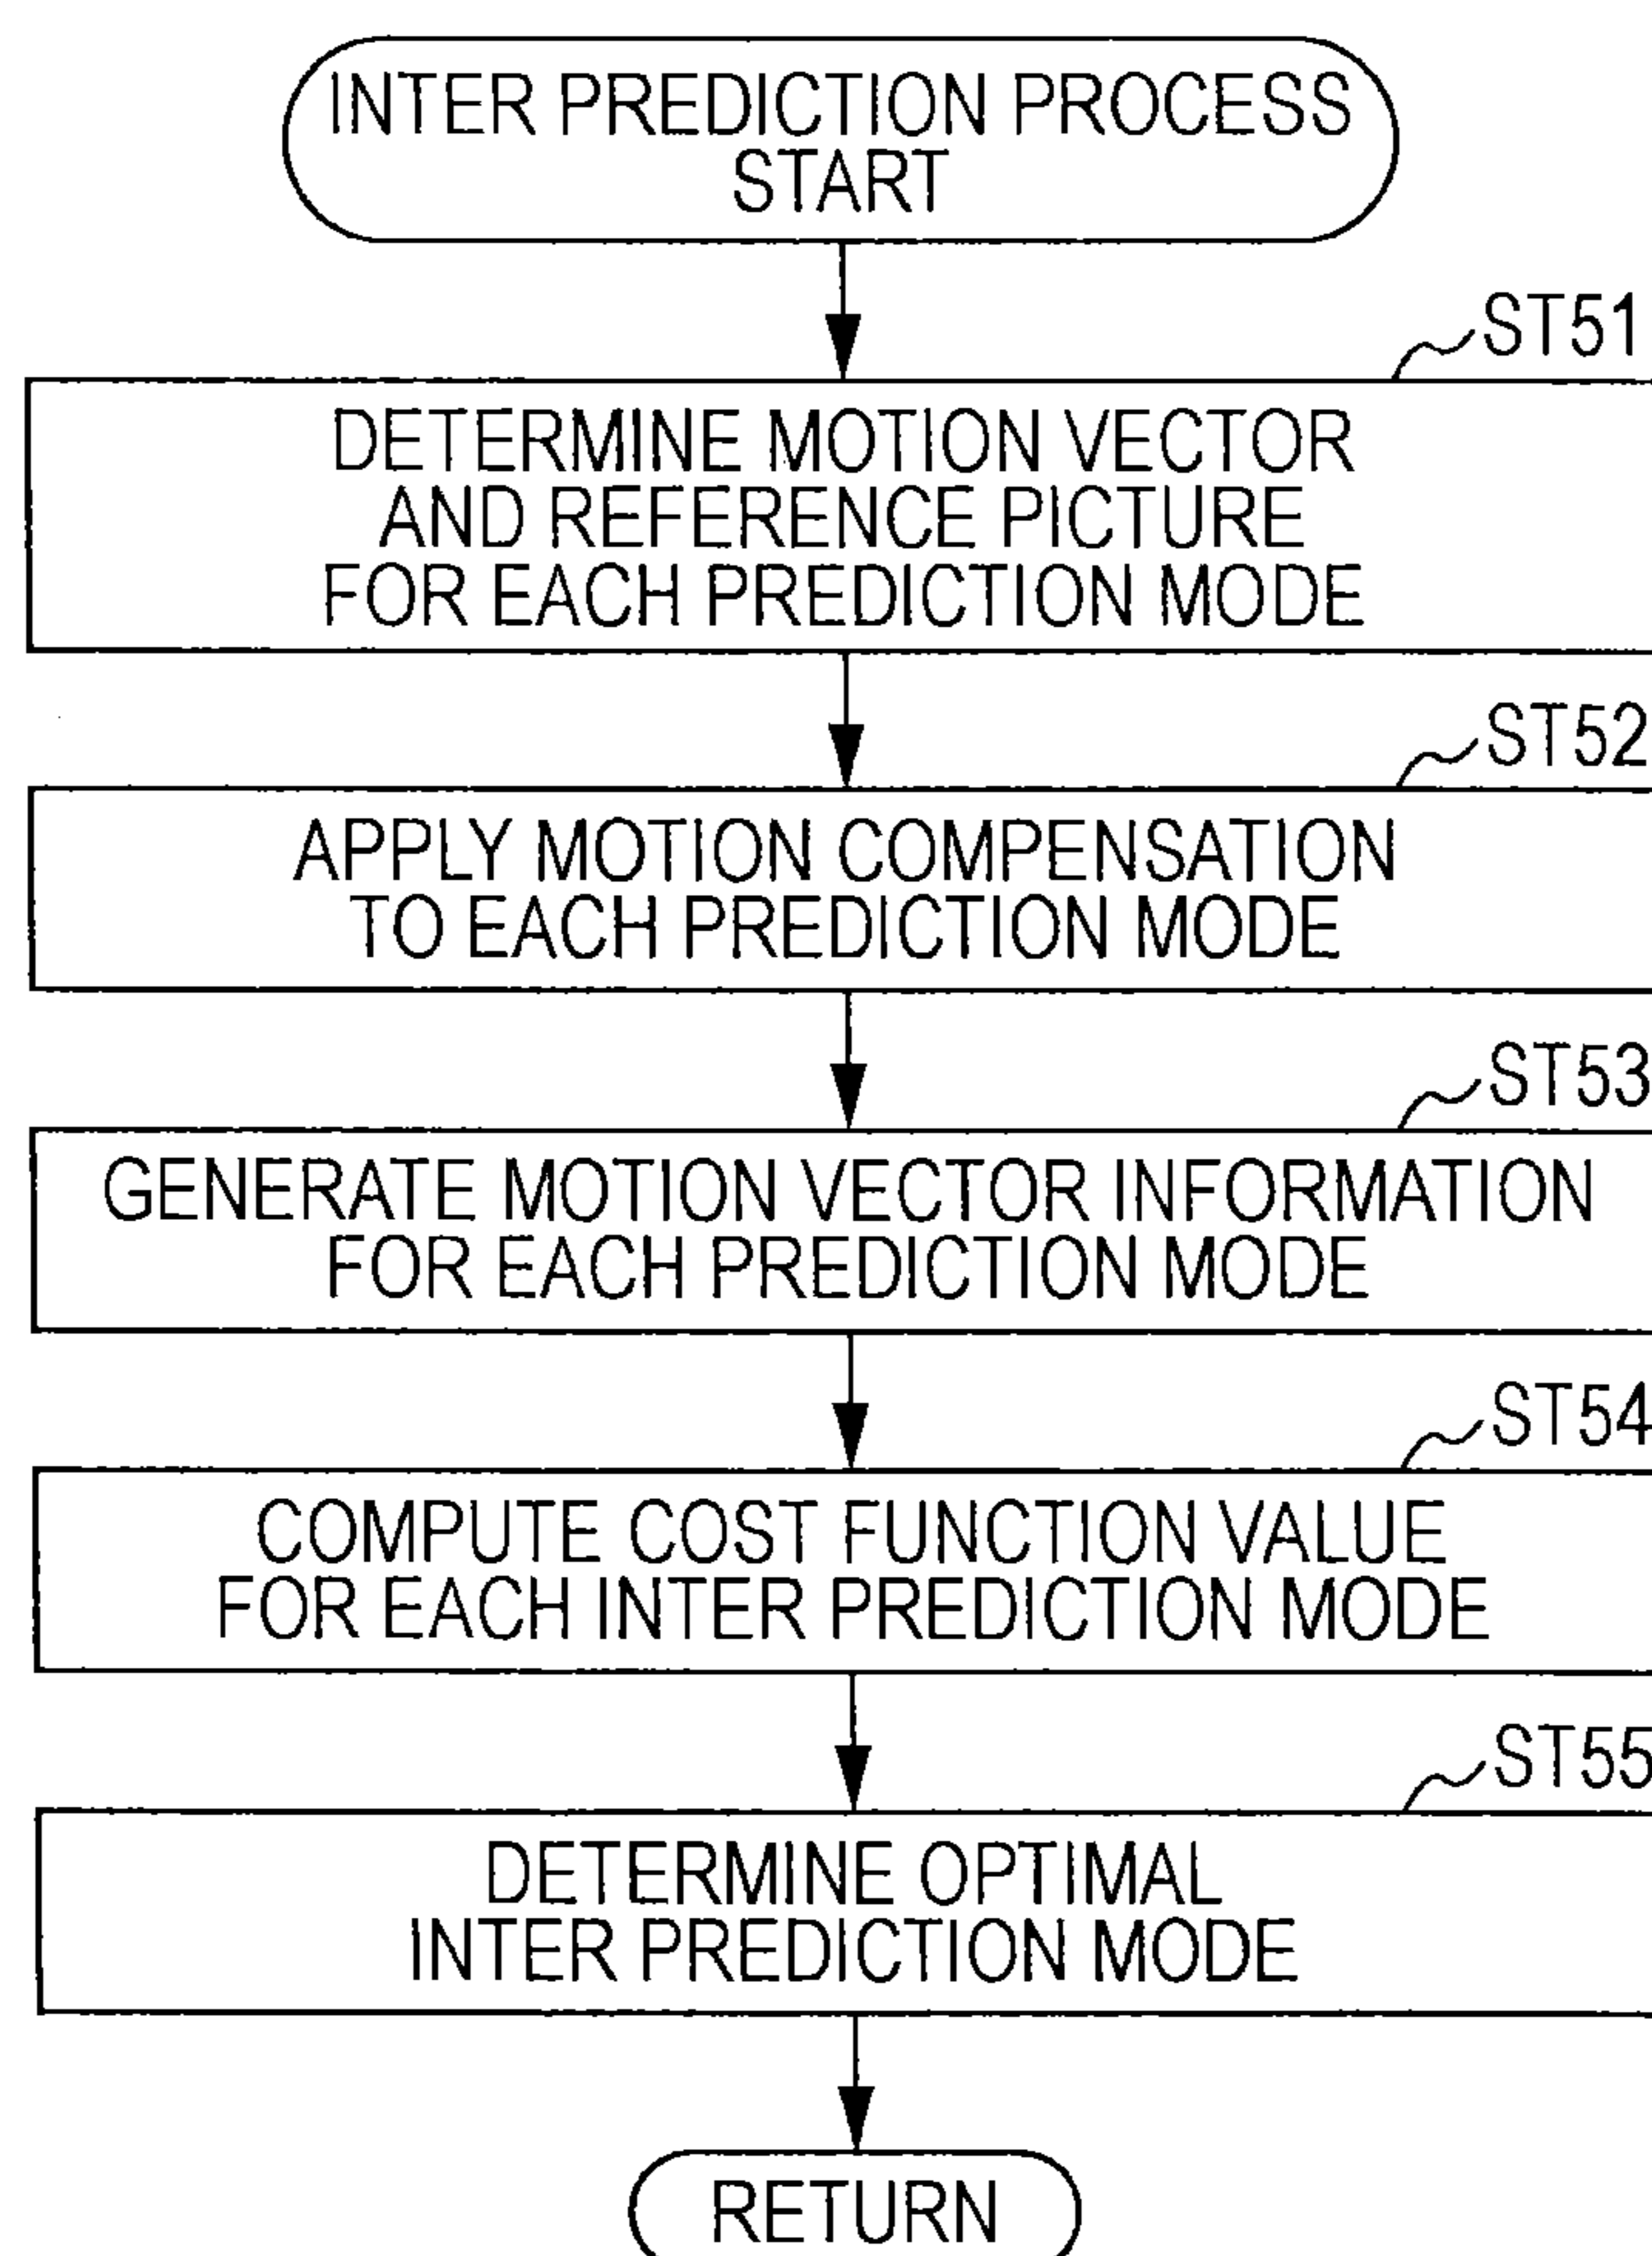 INTER PREDICTION PROCESS
START
ST51
DETERMINE MOTION VECTOR
AND REFERENCE PICTURE
FOR EACH PREDICTION MODE
ST52
APPLY MOTION COMPENSATION
TO EACH PREDICTION MODE
ST53
GENERATE MOTION VECTOR INFORMATION
FOR EACH PREDICTION MODE
ST54
COMPUTE COST FUNCTION VALUE
FOR EACH INTER PREDICTION MODE
ST55
DETERMINE OPTIMAL
INTER PREDICTION MODE
RETURN